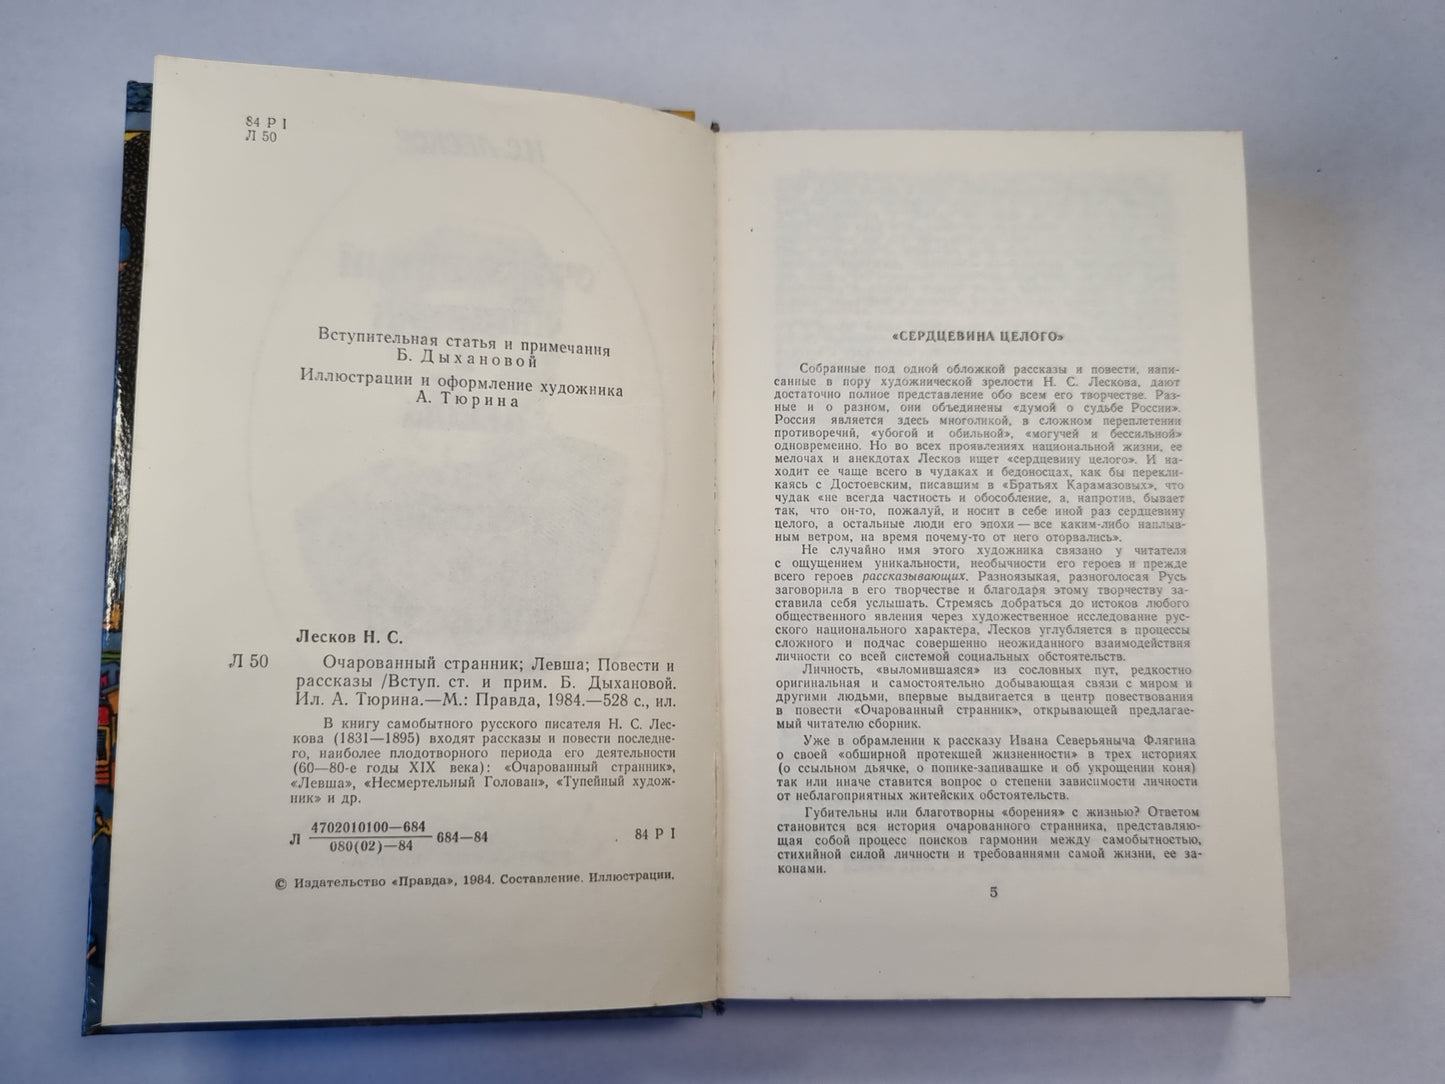 84 Р I
Л 50
Вступительная статья и примечания
Б. Дыхановой
Иллюстрации и оформление художника
А. Тюрина
Лесков Н. С.
Л 50 Очарованный странник; Левша; Повести и
рассказы /Вступ. ст. и прим. Б. Дыхановой.
Ил. А. Тюрина.—М.: Правда, 1984.—528 с., ил.
В книгу самобытного русского писателя Н. С. Лес-
кова (1831—1895) входят рассказы и повести последне-
го, наиболее плодотворного периода его деятельности
(60—80-е годы XIX века): «Очарованный странник»,
«Левша», «Несмертельный Голован», «Тупейный худож-
ник» и др.
Л 4702010100—684
080(02)—84 684—84 84 Р I
© Издательство «Правда», 1984. Составление. Иллюстрации.
«СЕРДЦЕВИНА ЦЕЛОГО»
Собранные под одной обложкой рассказы и повести, напи-
санные в пору художнической зрелости Н. С. Лескова, дают
достаточно полное представление обо всем его творчестве. Раз-
ные и о разном, они объединены «думой о судьбе России».
Россия является здесь многоликой, в сложном переплетении
противоречий, «убогой и обильной», «могучей и бессильной»
одновременно. Но во всех проявлениях национальной жизни, ее
мелочах и анекдотах Лесков ищет «сердцевину целого». И на-
ходит ее чаще всего в чудаках и бедоносцах, как бы перекли-
каясь с Достоевским, писавшим в «Братьях Карамазовых», что
чудак «не всегда частность и обособление, а, напротив, бывает
так, что он-то, пожалуй, и носит в себе иной раз сердцевину
целого, а остальные люди его эпохи — все каким-либо наплыв-
ным ветром, на время почему-то от него оторвались».
Не случайно имя этого художника связано у читателя
с ощущением уникальности, необычности его героев и прежде
всего героев рассказывающих. Разноязыкая, разноголосая Русь
заговорила в его творчестве и благодаря этому творчеству за-
ставила себя услышать. Стремясь добраться до истоков любого
общественного явления через художественное исследование рус-
ского национального характера, Лесков углубляется в процессы
сложного и подчас совершенно неожиданного взаимодействия
личности со всей системой социальных обстоятельств.
Личность, «выломившаяся» из сословных пут, редкостно
оригинальная и самостоятельно добывающая связи с миром и
другими людьми, впервые выдвигается в центр повествования
в повести «Очарованный странник», открывающей предлагае-
мый читателю сборник.
Уже в обрамлении к рассказу Ивана Северьяныча Флягина
о своей «обширной протекшей жизненности» в трех историях
(о ссыльном дьячке, о попике-запивашке и об укрощении коня)
так или иначе ставится вопрос о степени зависимости личности
от неблагоприятных житейских обстоятельств.
Губительны или благотворны «борения» с жизнью? Ответом
становится вся история очарованного странника, представляю-
щая собой процесс поисков гармонии между самобытностью,
стихийной силой личности и требованиями самой жизни, ее за-
конами.
5